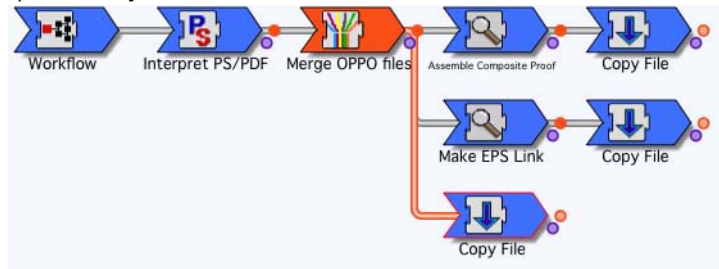 PS
Workflow
Interpret PS/PDF
Merge OPPO files
Assemble Composite Proof
Copy File
Make EPS Link
Copy File
Copy File